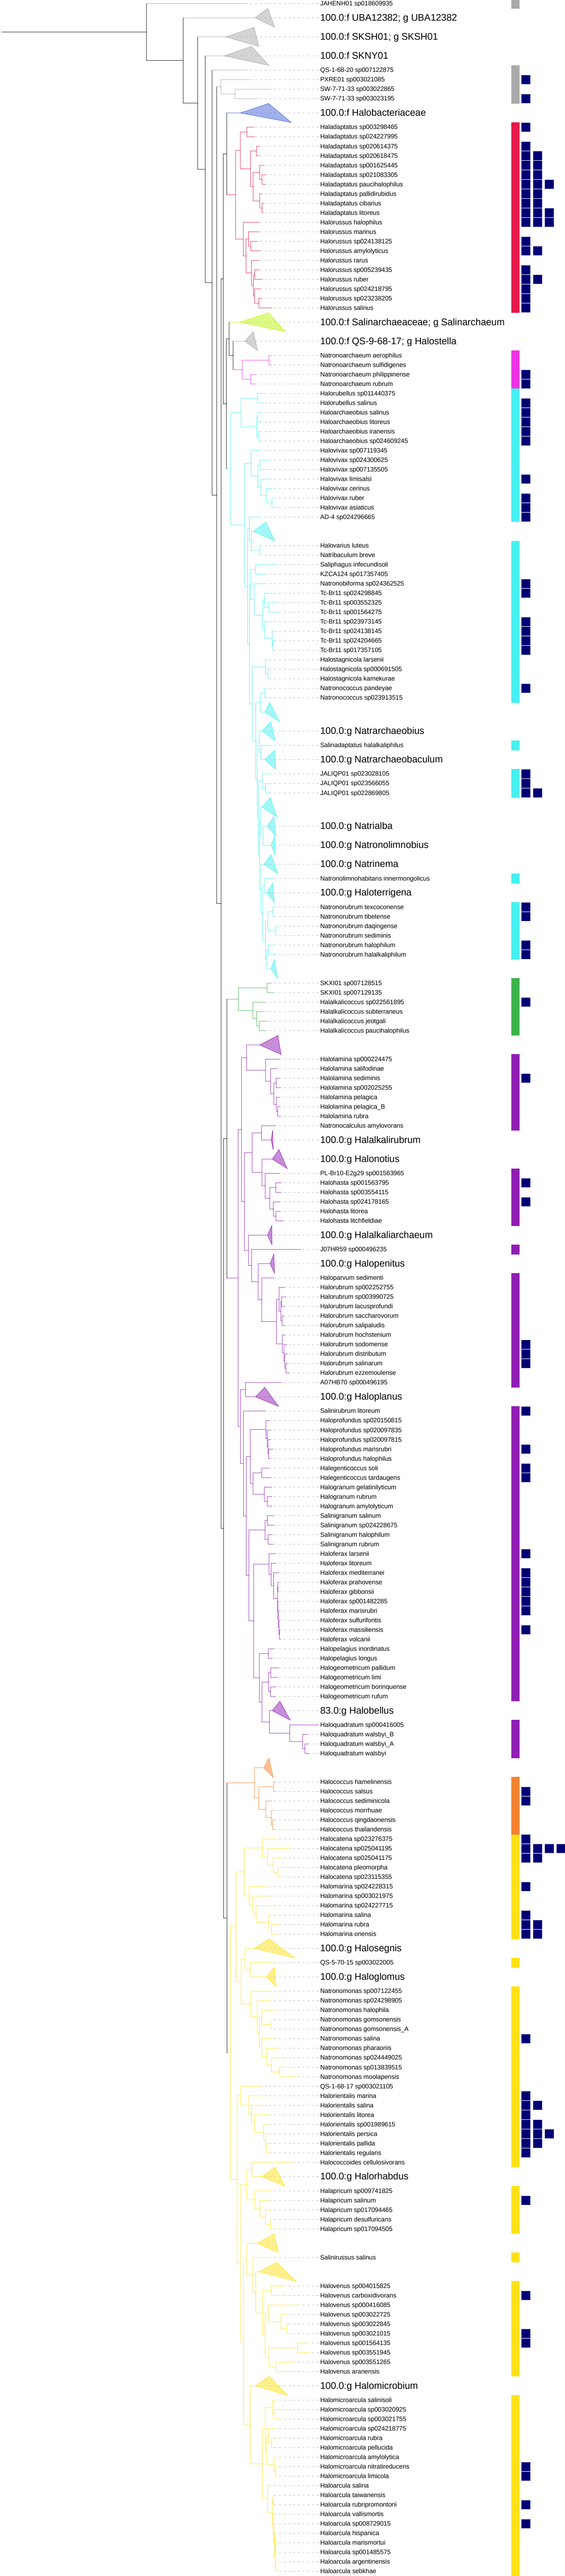 JAHENH01 sp018609935
100.0:f UBA12382; g UBA12382
100.0:f SKSH01; g SKSH01
100.0:f SKNY01
QS-1-68-20 sp007122875
PXRE01 sp003021085
SW-7-71-33 sp003022865
SW-7-71-33 sp003023195
100.0:f Halobacteriaceae
Haladaptatus sp003298465
Haladaptatus sp024227995
Haladaptatus sp020614375
Haladaptatus sp020618475
Haladaptatus sp001625445
Haladaptatus sp021083305
Haladaptatus paucihalophilus
Haladaptatus pallidirubidus
Haladaptatus cibarius
Haladaptatus litoreus
Halorussus halophilus
Halorussus marinus
Halorussus sp024138125
Halorussus amylolyticus
Halorussus rarus
Halorussus sp005239435
Halorussus ruber
Halorussus sp024218795
Halorussus sp023238205
Halorussus salinus
100.0:f Salinarchaeaceae; g Salinarchaeum
100.0:f QS-9-68-17; g Halostella
Natronoarchaeum aerophilus
Natronoarchaeum sulfidigenes
Natronoarchaeum philippinense
Natronoarchaeum rubrum
Halorubellus sp011440375
Halorubellus salinus
Haloarchaeobius salinus
Haloarchaeobius litoreus
Haloarchaeobius iranensis
Haloarchaeobius sp024609245
Halovivax sp007119345
Halovivax sp024300625
Halovivax sp007135505
Halovivax limisalsi
Halovivax cerinus
Halovivax ruber
Halovivax asiaticus
AD-4 sp024296665
Halovarius luteus
Natribaculum breve
Saliphagus infecundisoli
KZCA124 sp017357405
Natronobiforma sp024362525
Tc-Br11 sp024298845
Tc-Br11 sp003552325
Tc-Br11 sp001564275
Tc-Br11 sp023973145
Tc-Br11 sp024138145
Tc-Br11 sp024204665
Tc-Br11 sp017357105
Halostagnicola larsenii
Halostagnicola sp000691505
Halostagnicola kamekurae
Natronococcus pandeyae
Natronococcus sp023913515
100.0:g Natrarchaeobius
Salinadaptatus halalkaliphilus
100.0:g Natrarchaeobaculum
JALIQP01 sp023028105
JALIQP01 sp023566055
JALIQP01 sp022869805
100.0:g Natrialba
100.0:g Natronolimnobius
100.0:g Natrinema
Natronolimnohabitans innermongolicus
100.0:g Haloterrigena
Natronorubrum texcoconense
Natronorubrum tibetense
Natronorubrum daqingense
Natronorubrum sediminis
Natronorubrum halophilum
Natronorubrum halalkaliphilum
SKXI01 sp007128515
SKXI01 sp007129135
Halalkalicoccus sp022561895
Halalkalicoccus subterraneus
Halalkalicoccus jeotgali
Halalkalicoccus paucihalophilus
Halolamina sp000224475
Halolamina salifodinae
Halolamina sediminis
Halolamina sp002025255
Halolamina pelagica
Halolamina pelagica_B
Halolamina rubra
Natronocalculus amylovorans
100.0:g Halalkalirubrum
100.0:g Halonotius
PL-Br10-E2g29 sp001563965
Halohasta sp001563795
Halohasta sp003554115
Halohasta sp024178165
Halohasta litorea
Halohasta litchfieldiae
100.0:g Halalkaliarchaeum
J07HR59 sp000496235
100.0:g Halopenitus
Haloparvum sedimenti
Halorubrum sp002252755
Halorubrum sp003990725
Halorubrum lacusprofundi
Halorubrum saccharovorum
Halorubrum salipaludis
Halorubrum hochstenium
Halorubrum sodomense
Halorubrum distributum
Halorubrum salinarum
Halorubrum ezzemoulense
A07HB70 sp000496195
100.0:g Haloplanus
Salinirubrum litoreum
Haloprofundus sp020150815
Haloprofundus sp020097835
Haloprofundus sp020097815
Haloprofundus marisrubri
Haloprofundus halophilus
Halegenticoccus soli
Halegenticoccus tardaugens
Halogranum gelatinilyticum
Halogranum rubrum
Halogranum amylolyticum
Salinigranum salinum
Salinigranum sp024228675
Salinigranum halophilum
Salinigranum rubrum
Haloferax larsenii
Haloferax litoreum
Haloferax mediterranei
Haloferax prahovense
Haloferax gibbonsii
Haloferax sp001482285
Haloferax marisrubri
Haloferax sulfurifontis
Haloferax massiliensis
Haloferax volcanii
Halopelagius inordinatus
Halopelagius longus
Halogeometricum pallidum
Halogeometricum limi
Halogeometricum borinquense
Halogeometricum rufum
83.0:g Halobellus
Haloquadratum sp000416005
Haloquadratum walsbyi_B
Haloquadratum walsbyi_A
Haloquadratum walsbyi
Halococcus hamelinensis
Halococcus salsus
Halococcus sediminicola
Halococcus morrhuae
Halococcus qingdaonensis
Halococcus thailandensis
Halocatena sp023276375
Halocatena sp025041195
Halocatena sp025041175
Halocatena pleomorpha
Halocatena sp023115355
Halomarina sp024228315
Halomarina sp003021975
Halomarina sp024227715
Halomarina salina
Halomarina rubra
Halomarina oriensis
100.0:g Halosegnis
QS-5-70-15 sp003022005
100.0:g Haloglomus
Natronomonas sp007122455
Natronomonas sp024298905
Natronomonas halophila
Natronomonas gomsonensis
Natronomonas gomsonensis_A
Natronomonas salina
Natronomonas pharaonis
Natronomonas sp024449025
Natronomonas sp013839515
Natronomonas moolapensis
QS-1-68-17 sp003021105
Halorientalis marina
Halorientalis salina
Halorientalis litorea
Halorientalis sp001989615
Halorientalis persica
Halorientalis pallida
Halorientalis regularis
Halococcoides cellulosivorans
100.0:g Halorhabdus
Halapricum sp009741825
Halapricum salinum
Halapricum sp017094465
Halapricum desulfuricans
Halapricum sp017094505
Salinirussus salinus
Halovenus sp004015825
Halovenus carboxidivorans
Halovenus sp000416085
Halovenus sp003022725
Halovenus sp003022845
Halovenus sp003021015
Halovenus sp001564135
Halovenus sp003551945
Halovenus sp003551265
Halovenus aranensis
100.0:g Halomicrobium
Halomicroarcula salinisoli
Halomicroarcula sp003020925
Halomicroarcula sp003021755
Halomicroarcula sp024218775
Halomicroarcula rubra
Halomicroarcula pellucida
Halomicroarcula amylolytica
Halomicroarcula nitratireducens
Halomicroarcula limicola
Haloarcula salina
Haloarcula taiwanensis
Haloarcula rubripromontorii
Haloarcula vallismortis
Haloarcula sp008729015
Haloarcula hispanica
Haloarcula marismortui
Haloarcula sp001485575
Haloarcula argentinensis
Haloarcula sebkhae